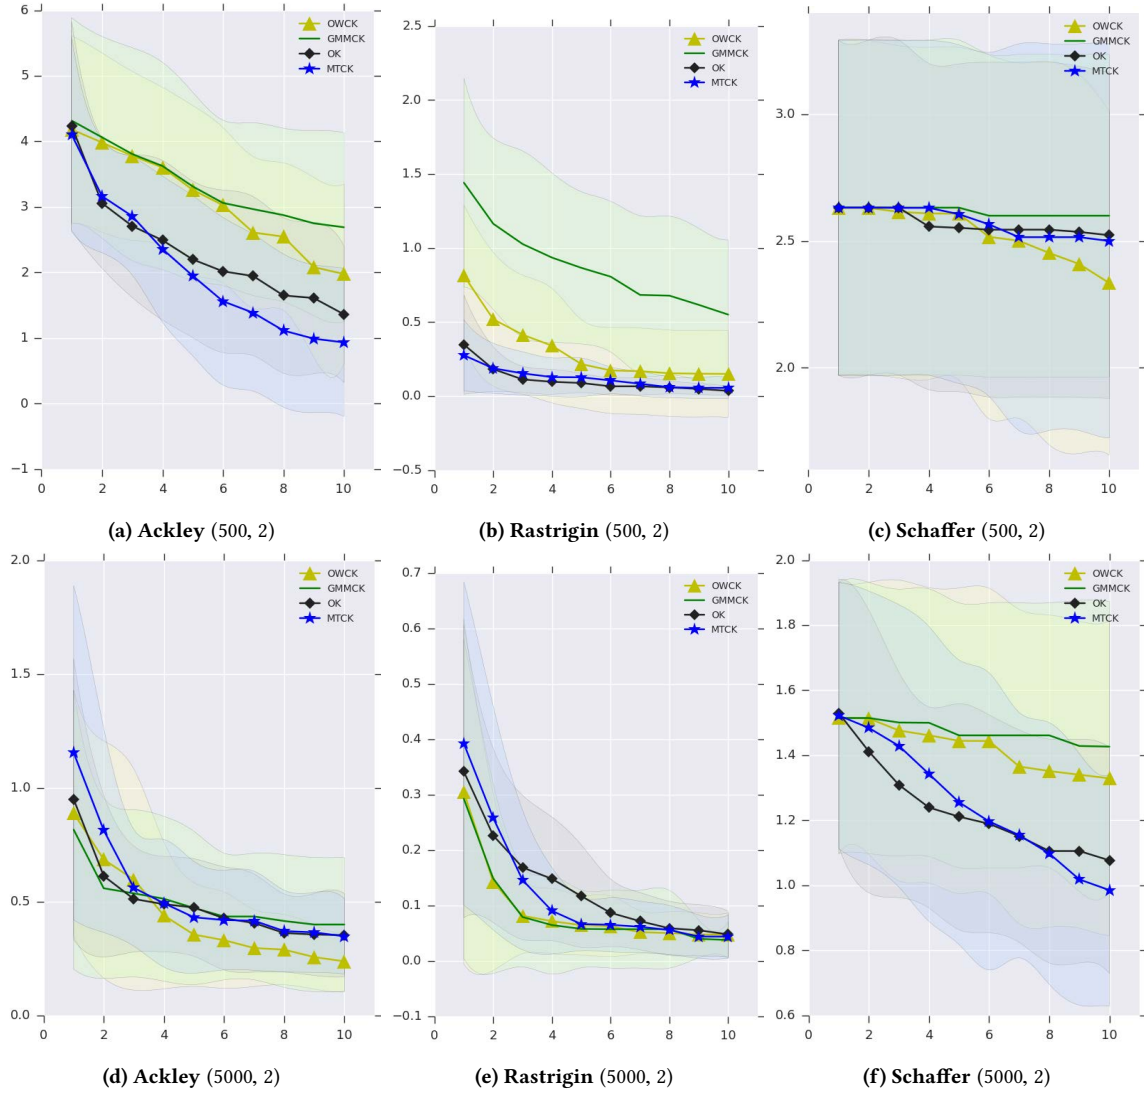 6
5
4
3
2
1
0
−1
0 2 4 6 8 10
OWCK
GMMCK
OK
MTCK
(a) Ackley (500, 2)
2.5
2.0
1.5
1.0
0.5
0.0
−0.5
0 2 4 6 8 10
OWCK
GMMCK
OK
MTCK
(b) Rastrigin (500, 2)
3.0
2.5
2.0
0 2 4 6 8 10
OWCK
GMMCK
OK
MTCK
(c) Schaffer (500, 2)
2.0
1.5
1.0
0.5
0.0
0 2 4 6 8 10
OWCK
GMMCK
OK
MTCK
(d) Ackley (5000, 2)
0.7
0.6
0.5
0.4
0.3
0.2
0.1
0.0
−0.1
0 2 4 6 8 10
OWCK
GMMCK
OK
MTCK
(e) Rastrigin (5000, 2)
2.0
1.8
1.6
1.4
1.2
1.0
0.8
0.6
0 2 4 6 8 10
OWCK
GMMCK
OK
MTCK
(f) Schaffer (5000, 2)